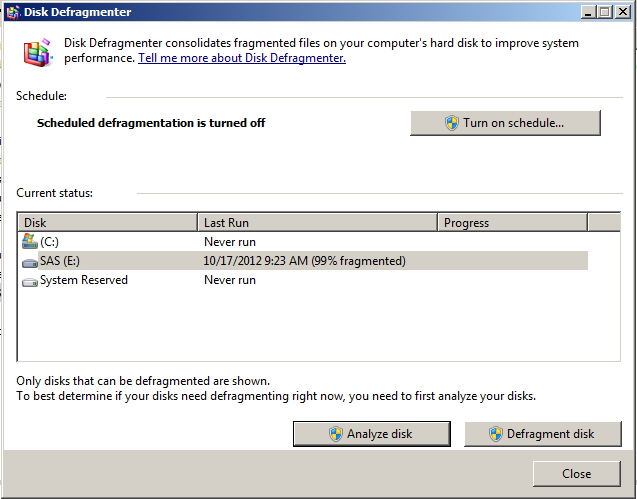 Disk Defragmenter
Disk Defragmenter consolidates fragmented files on your computer's hard disk to improve system
performance. Tell me more about Disk Defragmenter.
Schedule:
Scheduled defragmentation is turned off
Turn on schedule...
Current status:
Disk Last Run Progress
(C:) Never run
SAS (E:) 10/17/2012 9:23 AM (99% fragmented)
System Reserved Never run
Only disks that can be defragmented are shown.
To best determine if your disks need defragmenting right now, you need to first analyze your disks.
Analyze disk Defragment disk
Close